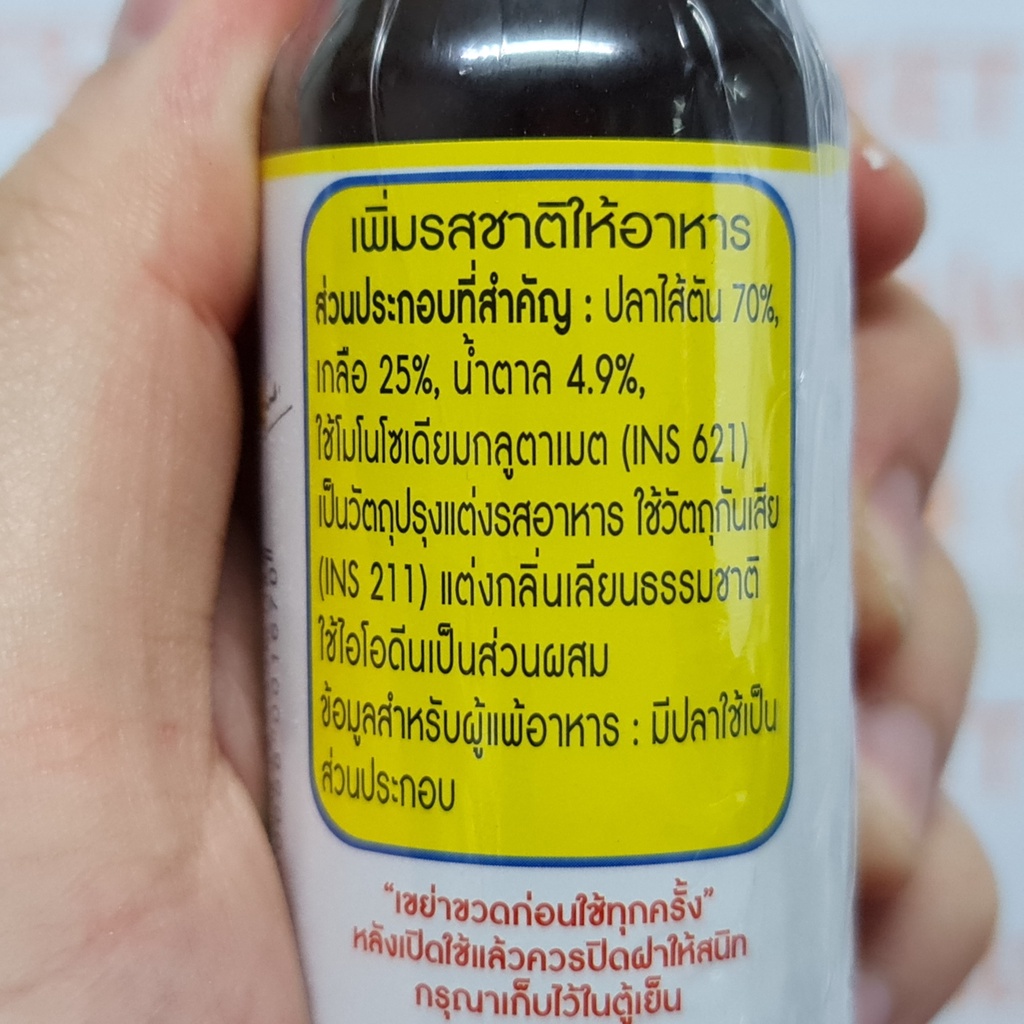 เพิ่มรสชาติให้อาหาร
ส่วนประกอบที่สำคัญ : ปลาไส้ตัน 70%,
เกลือ 25%, น้ำตาล 4.9%,
ใช้โมโนโซเดียมกลูตาเมต (INS 621)
เป็นวัตถุปรุงแต่งรสอาหาร ใช้วัตถุกันเสีย
(INS 211) แต่งกลิ่นเลียนธรรมชาติ
ใช้ไอโอดีนเป็นส่วนผสม
ข้อมูลสำหรับผู้แพ้อาหาร : มีปลาใช้เป็น
ส่วนประกอบ
“เขย่าขวดก่อนใช้ทุกครั้ง”
หลังเปิดใช้แล้วควรปิดฝาให้สนิท
กรุณาเก็บไว้ในตู้เย็น